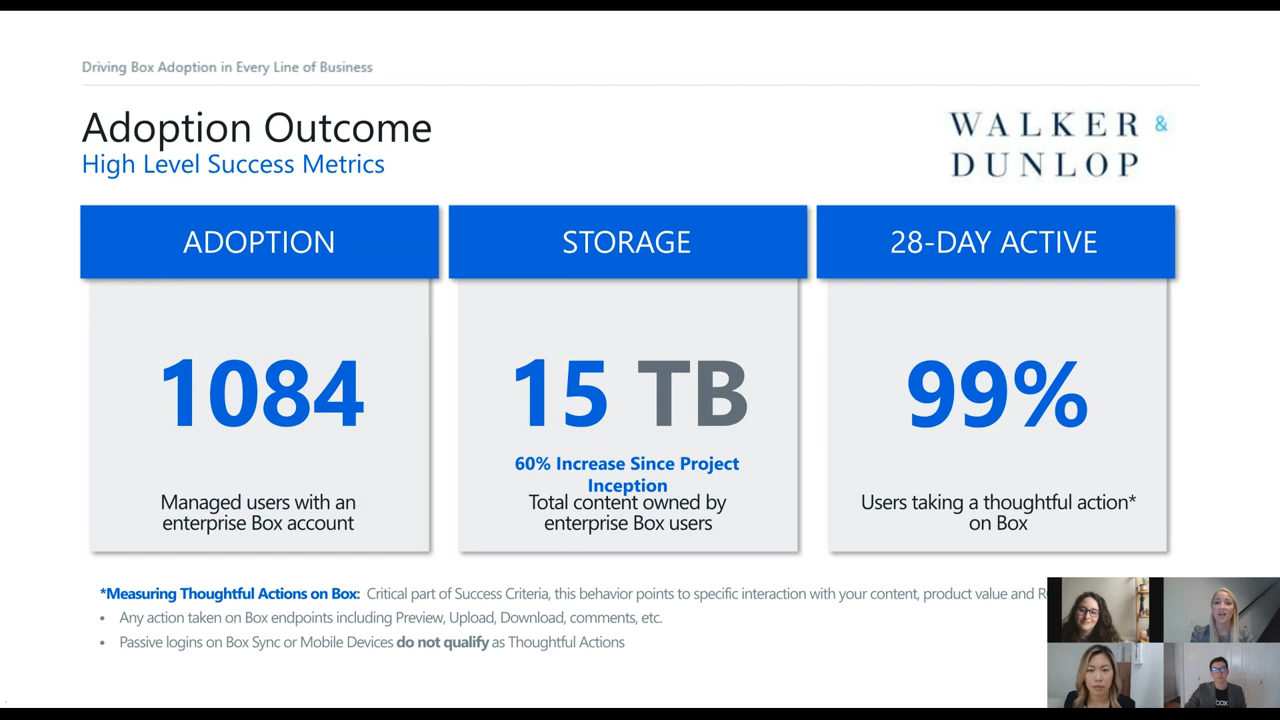 Driving Box Adoption in Every Line of Business
Adoption Outcome
High Level Success Metrics
WALKER &
DUNLOP
ADOPTION
1084
Managed users with an
enterprise Box account
STORAGE
15 TB
60% Increase Since Project
Inception
Total content owned by
enterprise Box users
28-DAY ACTIVE
99%
Users taking a thoughtful action*
on Box
*Measuring Thoughtful Actions on Box: Critical part of Success Criteria, this behavior points to specific interaction with your content, product value and
• Any action taken on Box endpoints including Preview, Upload, Download, comments, etc.
• Passive logins on Box Sync or Mobile Devices do not qualify as Thoughtful Actions
box